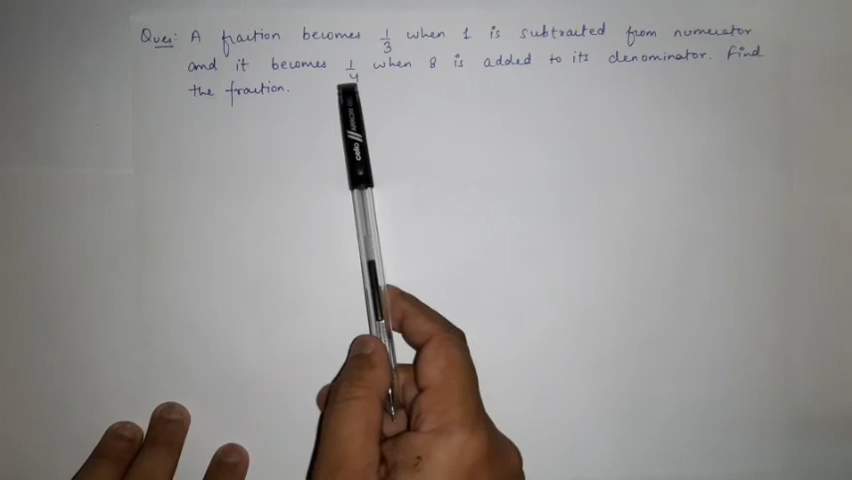 Ques: A fraction becomes 1/3 when 1 is subtracted from numerator
and it becomes 1/4 when 8 is added to its denominator. Find
the fraction.
cello